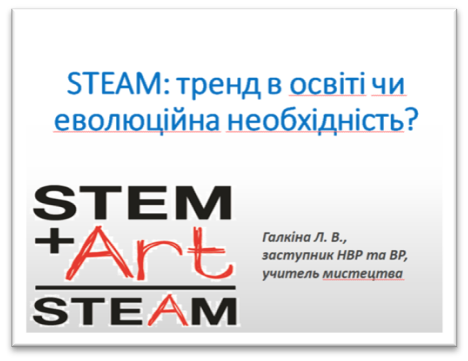 STEAM: тренд в освіті чи
еволюційна необхідність?
STEM
+Art
STEAM
Галкіна Л. В.,
заступник НВР та ВР,
учитель мистецтва